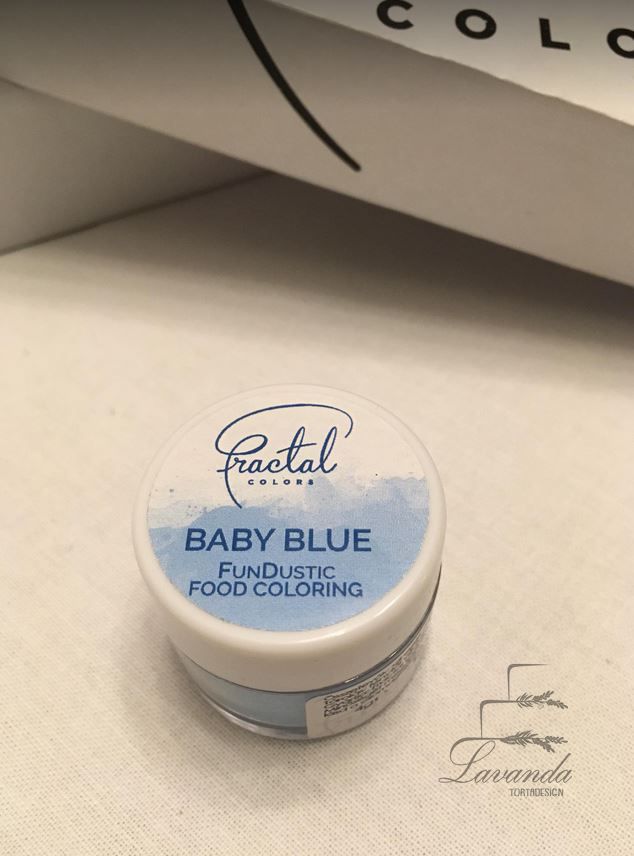 COLO
fractal
COLORS
BABY BLUE
FUNDUSTIC
FOOD COLORING
Lavanda
TORTADESIGN